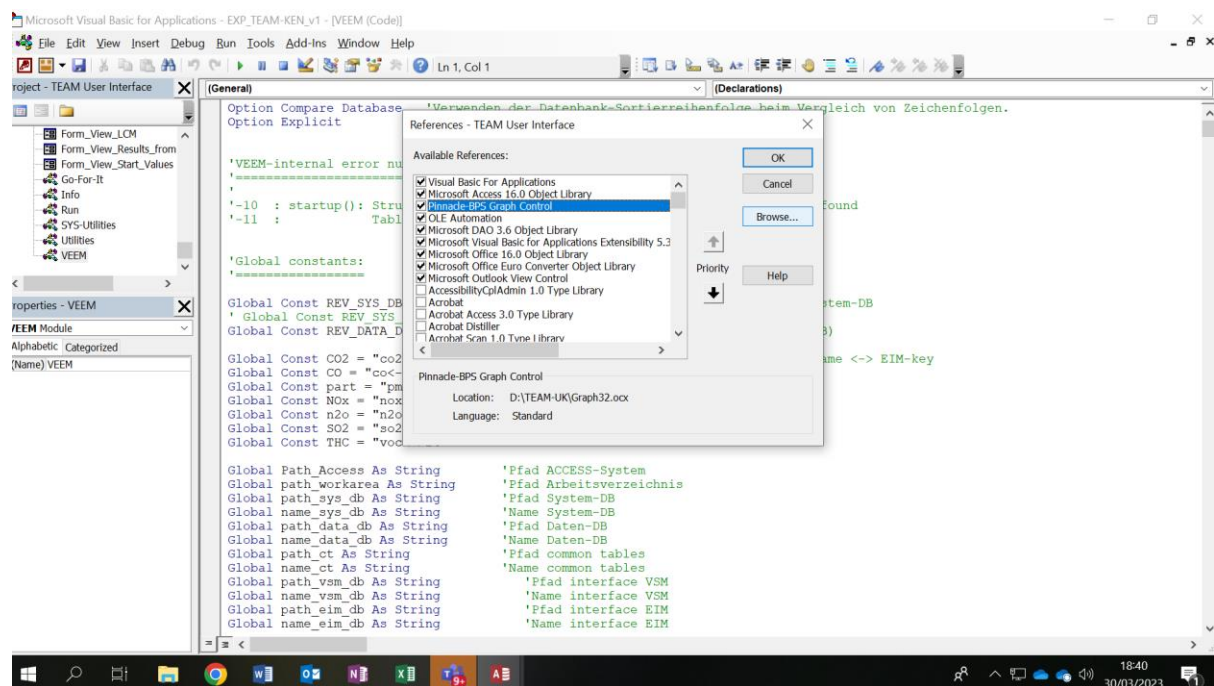 Microsoft Visual Basic for Applications - EXP_TEAM-KEN_v1 - [VEEM (Code)]
File Edit View Insert Debug Run Tools Add-Ins Window Help
Ln 1, Col 1
roject - TEAM User Interface
(General)
(Declarations)
Form_View_LCM
Form_View_Results_from
Form_View_Start_Values
Go-For-It
Info
Run
SYS-Utilities
Utilities
VEEM
roperties - VEEM
VEEM Module
Alphabetic Categorized
(Name) VEEM
Option Compare Database 'Verwenden der Datenbank-Sortierreihenfolge beim Vergleich von Zeichenfolgen.
Option Explicit
'VEEM-internal error nu
'======================
'
'-10 : startup(): Stru ound
'-11 : Tabl
'Global constants:
'=================
Global Const REV_SYS_DB stem-DB
' Global Const REV_SYS_
Global Const REV_DATA_D B)
Global Const CO2 = "co2 ame <-> EIM-key
Global Const CO = "co<-
Global Const part = "pm
Global Const NOx = "nox
Global Const n2o = "n2o
Global Const SO2 = "so2
Global Const THC = "voc
Global Path_Access As String 'Pfad ACCESS-System
Global path_workarea As String 'Pfad Arbeitsverzeichnis
Global path_sys_db As String 'Pfad System-DB
Global name_sys_db As String 'Name System-DB
Global path_data_db As String 'Pfad Daten-DB
Global name_data_db As String 'Name Daten-DB
Global path_ct As String 'Pfad common tables
Global name_ct As String 'Name common tables
Global path_vsm_db As String 'Pfad interface VSM
Global name_vsm_db As String 'Name interface VSM
Global path_eim_db As String 'Pfad interface EIM
Global name_eim_db As String 'Name interface EIM
References - TEAM User Interface
Available References:
Visual Basic For Applications
Microsoft Access 16.0 Object Library
Pinnacle-BPS Graph Control
OLE Automation
Microsoft DAO 3.6 Object Library
Microsoft Visual Basic for Applications Extensibility 5.3
Microsoft Office 16.0 Object Library
Microsoft Office Euro Converter Object Library
Microsoft Outlook View Control
AccessibilityCplAdmin 1.0 Type Library
Acrobat
Acrobat Access 3.0 Type Library
Acrobat Distiller
Acrobat Scan 1.0 Type Library
OK
Cancel
Browse...
Priority
Help
Pinnacle-BPS Graph Control
Location: D:\TEAM-UK\Graph32.ocx
Language: Standard
9+
18:40
30/03/2023
1